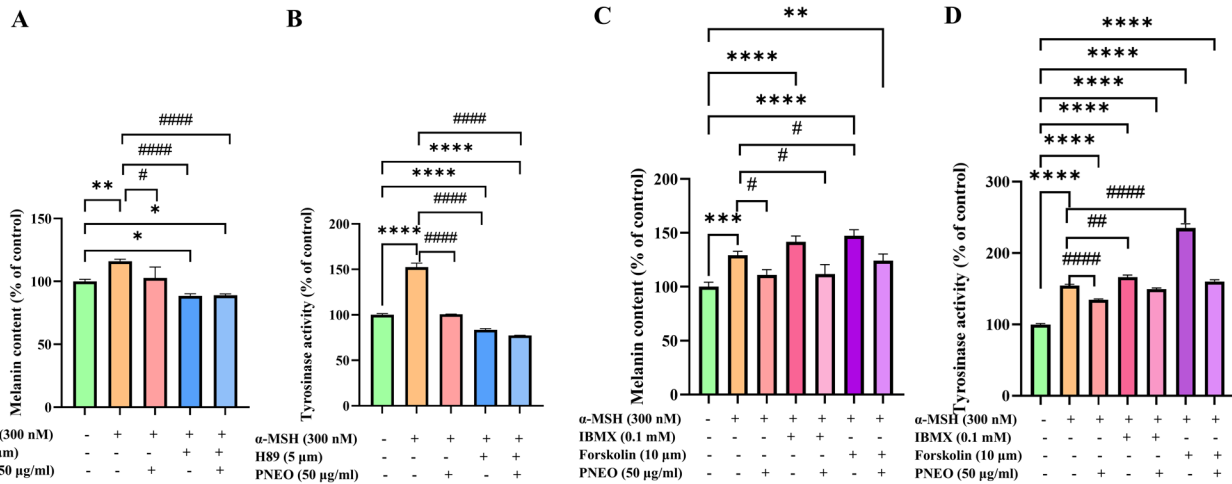 A
####
####
#
**
*
*
Melanin content (% of control)
150
100
50
0
(300 nM) - + + + +
µm) - - - + +
50 µg/ml) - - + - +
B
####
****
****
####
****
####
Tyrosinase activity (% of control)
200
150
100
50
0
α-MSH (300 nM) - + + + +
H89 (5 µm) - - - + +
PNEO (50 µg/ml) - - + - +
C
**
****
****
#
#
#
***
Melanin content (% of control)
200
150
100
50
0
α-MSH (300 nM) - + + + + + +
IBMX (0.1 mM) - - - + + - -
Forskolin (10 µm) - - - - - + +
PNEO (50 µg/ml) - - + - + - +
D
****
****
****
****
****
****
####
##
####
Tyrosinase activity (% of control)
300
200
100
0
α-MSH (300 nM) - + + + + + +
IBMX (0.1 mM) - - - + + - -
Forskolin (10 µm) - - - - - + +
PNEO (50 µg/ml) - - + - + - +